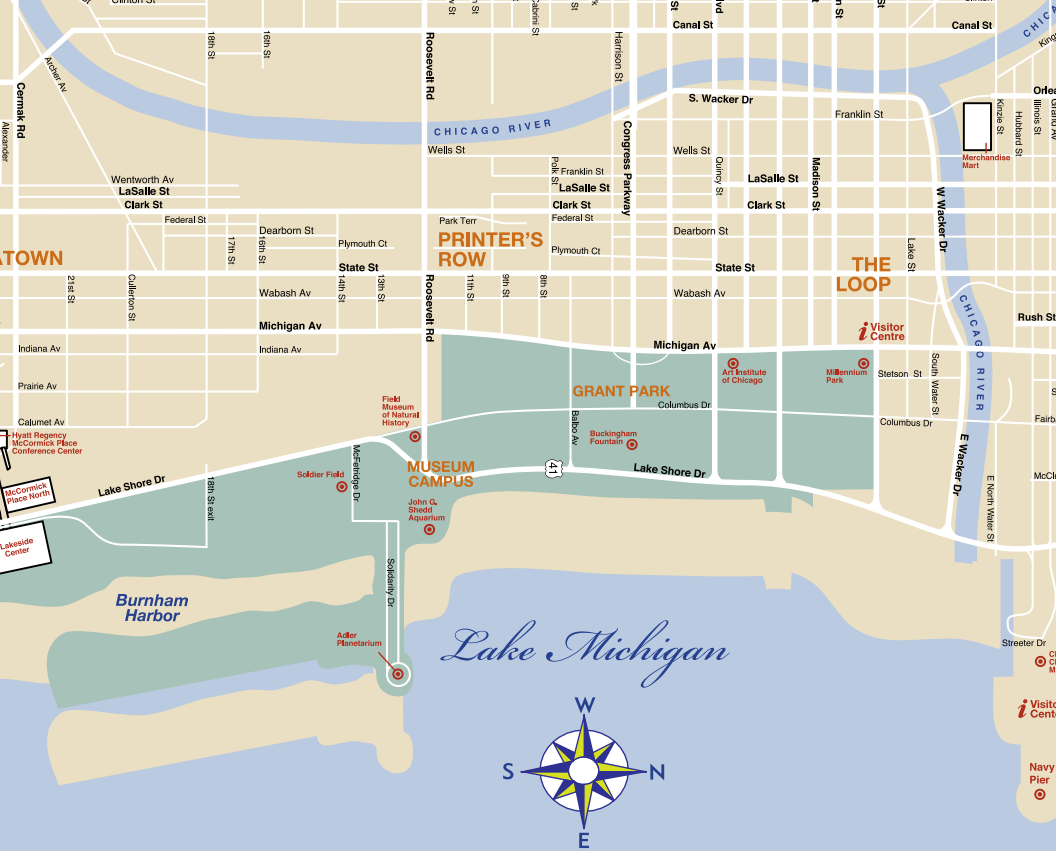 Clinton St
Canal St
Canal St
CHICA
Archer Av
18th St
16th St
Roosevelt Rd
Cabrini St
Harrison St
Cermak Rd
Alexander
S. Wacker Dr
Franklin St
Kinzie St
Hubbard St
Illinois St
Orlea
CHICAGO RIVER
Congress Parkway
Wells St
Wells St
Merchandise
Mart
Polk St
Franklin St
Quincy St
Madison St
Wentworth Av
LaSalle St
LaSalle St
LaSalle St
Clark St
Clark St
Clark St
W Wacker Dr
Federal St
Park Terr
Federal St
Dearborn St
Dearborn St
17th St
16th St
Plymouth Ct
PRINTER'S
ROW
Plymouth Ct
Lake St
ATOWN
State St
State St
THE
LOOP
21st St
Cullerton St
14th St
13th St
Roosevelt Rd
11th St
9th St
8th St
Wabash Av
Wabash Av
CHICAGO RIVER
Rush St
Michigan Av
Visitor
Centre
Michigan Av
Indiana Av
Indiana Av
Art Institute
of Chicago
Millennium
Park
Stetson St
South Water St
Prairie Av
GRANT PARK
Columbus Dr
Field
Museum
of Natural
History
Balbo Av
Calumet Av
Columbus Dr
Fairb
Hyatt Regency
McCormick Place
Conference Center
Buckingham
Fountain
E Wacker Dr
McFetridge Dr
MUSEUM
CAMPUS
41
Lake Shore Dr
Soldier Field
McCl
Lake Shore Dr
18th St exit
E North Water St
McCormick
Place North
John G.
Shedd
Aquarium
Lakeside
Center
Solidarity Dr
Burnham
Harbor
Adler
Planetarium
Lake Michigan
Streeter Dr
W
Visito
Cent
S
N
Navy
Pier
E